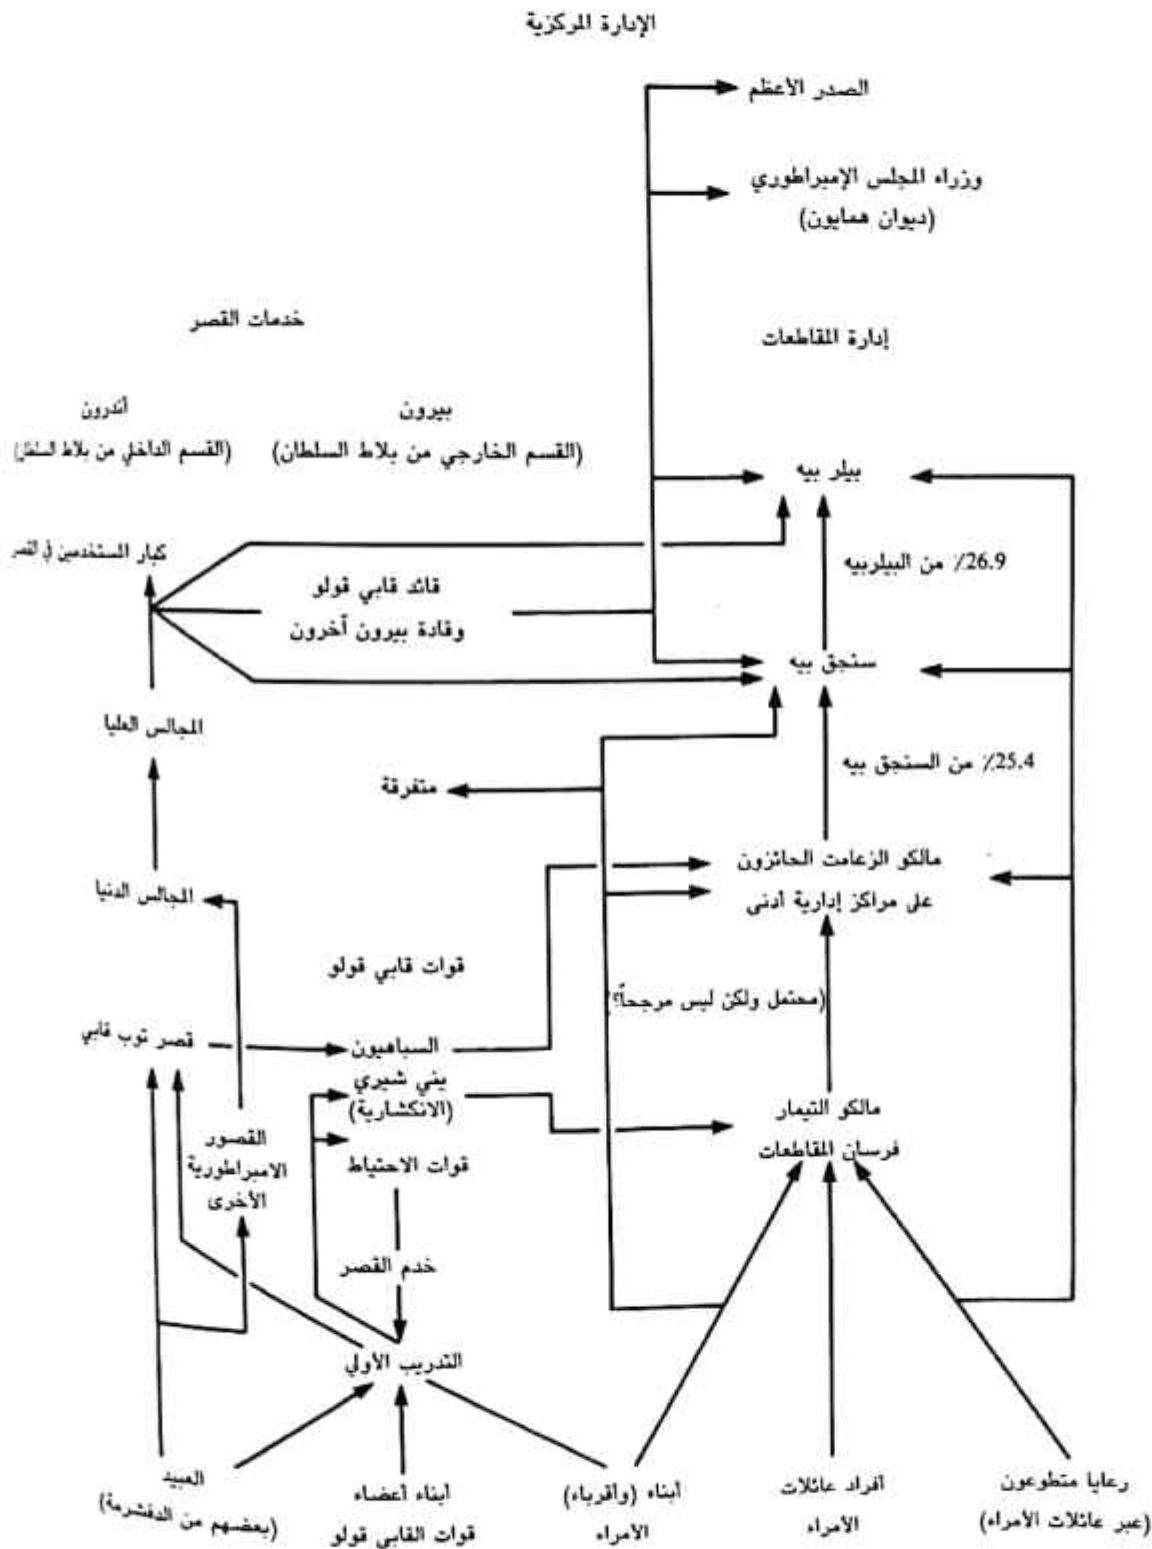 الإدارة المركزية
الصدر الأعظم
وزراء المجلس الإمبراطوري
(ديوان همايون)
إدارة المقاطعات
خدمات القصر
بيرون
(القسم الخارجي من بلاط السلطان)
أندرون
(القسم الداخلي من بلاط السلطان)
بيلر بيه
كبار المستخدمين في القصر
26.9٪ من البيلربيه
قائد قابي قولو
وقادة بيرون آخرون
سنجق بيه
المجالس العليا
25.4٪ من السنجق بيه
متفرقة
مالكو الزعامت الحائزون
على مراكز إدارية أدنى
المجالس الدنيا
قوات قابي قولو
(محتمل ولكن ليس مرجحاً؟)
قصر توب قابي
السباهيون
يني شيري
(الانكشارية)
مالكو التيمار
فرسان المقاطعات
القصور
الامبراطورية
الأخرى
قوات الاحتياط
خدم القصر
التدريب الأولي
رعايا متطوعون
(عبر عائلات الأمراء)
أفراد عائلات
الأمراء
أبناء (وأقرباء)
الأمراء
أبناء أعضاء
قوات القابي قولو
العبيد
(بعضهم من الدفشرمة)